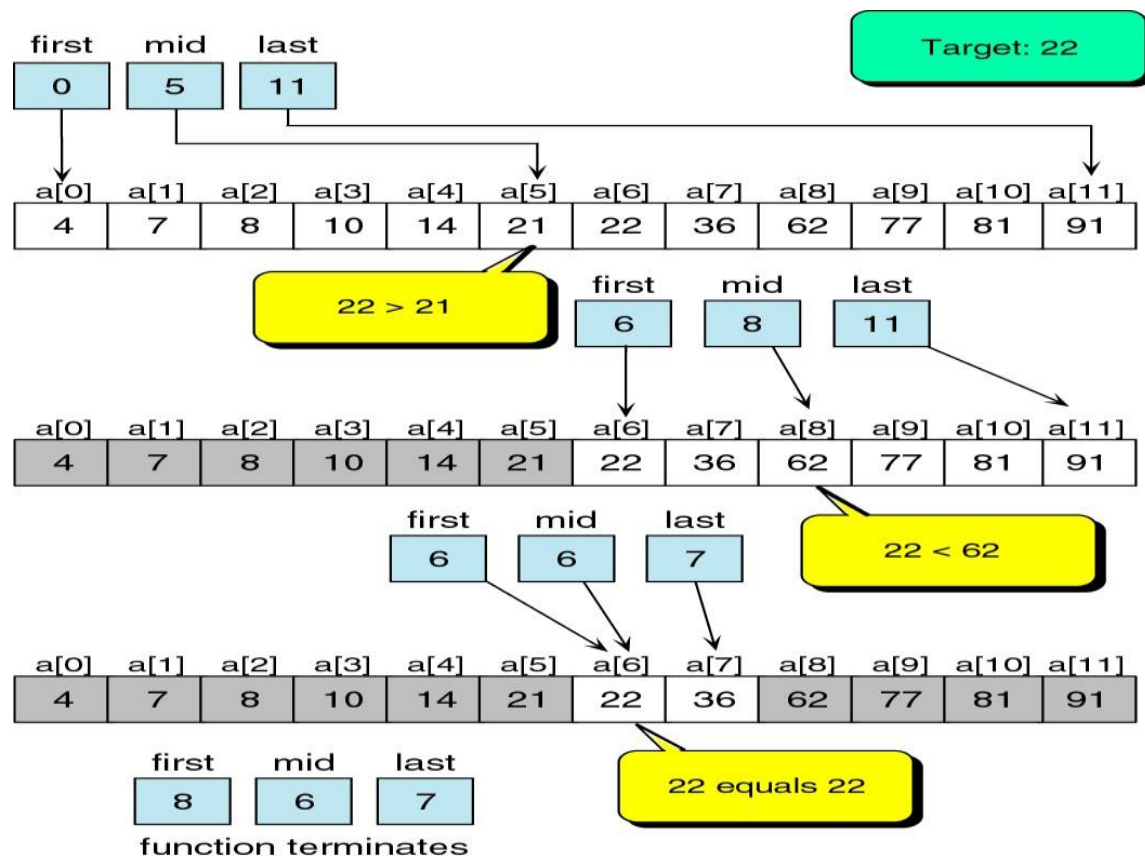 Target: 22
first mid last
0 5 11
a[0] a[1] a[2] a[3] a[4] a[5] a[6] a[7] a[8] a[9] a[10] a[11]
4 7 8 10 14 21 22 36 62 77 81 91
22 > 21
first mid last
6 8 11
a[0] a[1] a[2] a[3] a[4] a[5] a[6] a[7] a[8] a[9] a[10] a[11]
4 7 8 10 14 21 22 36 62 77 81 91
22 < 62
first mid last
6 6 7
a[0] a[1] a[2] a[3] a[4] a[5] a[6] a[7] a[8] a[9] a[10] a[11]
4 7 8 10 14 21 22 36 62 77 81 91
22 equals 22
first mid last
8 6 7
function terminates